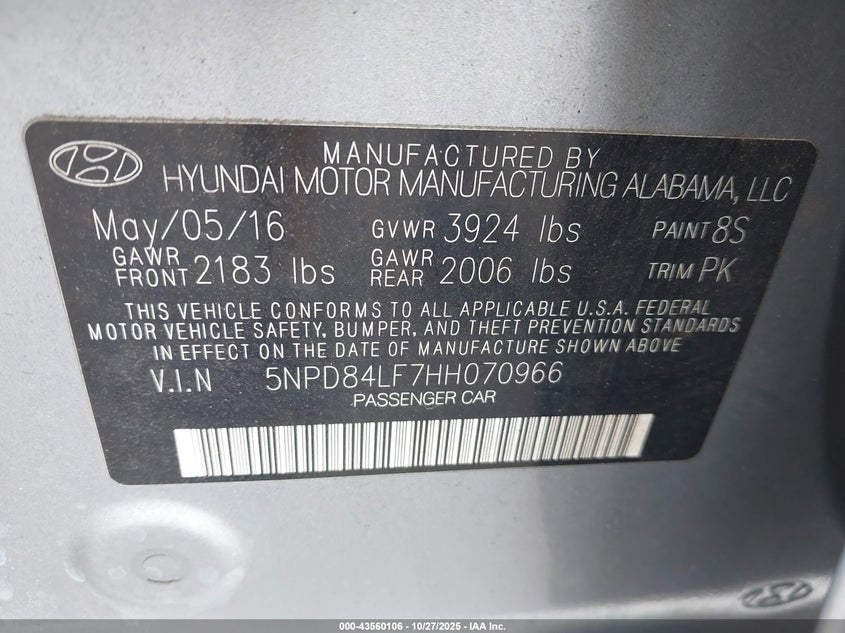 MANUFACTURED BY
HYUNDAI MOTOR MANUFACTURING ALABAMA, LLC
May/05/16 GVWR 3924 lbs PAINT 8S
GAWR FRONT 2183 lbs GAWR REAR 2006 lbs TRIM PK
THIS VEHICLE CONFORMS TO ALL APPLICABLE U.S.A. FEDERAL
MOTOR VEHICLE SAFETY, BUMPER, AND THEFT PREVENTION STANDARDS
IN EFFECT ON THE DATE OF MANUFACTURE SHOWN ABOVE
V.I.N 5NPD84LF7HH070966
PASSENGER CAR
000-43560106 - 10/27/2025 - IAA Inc.